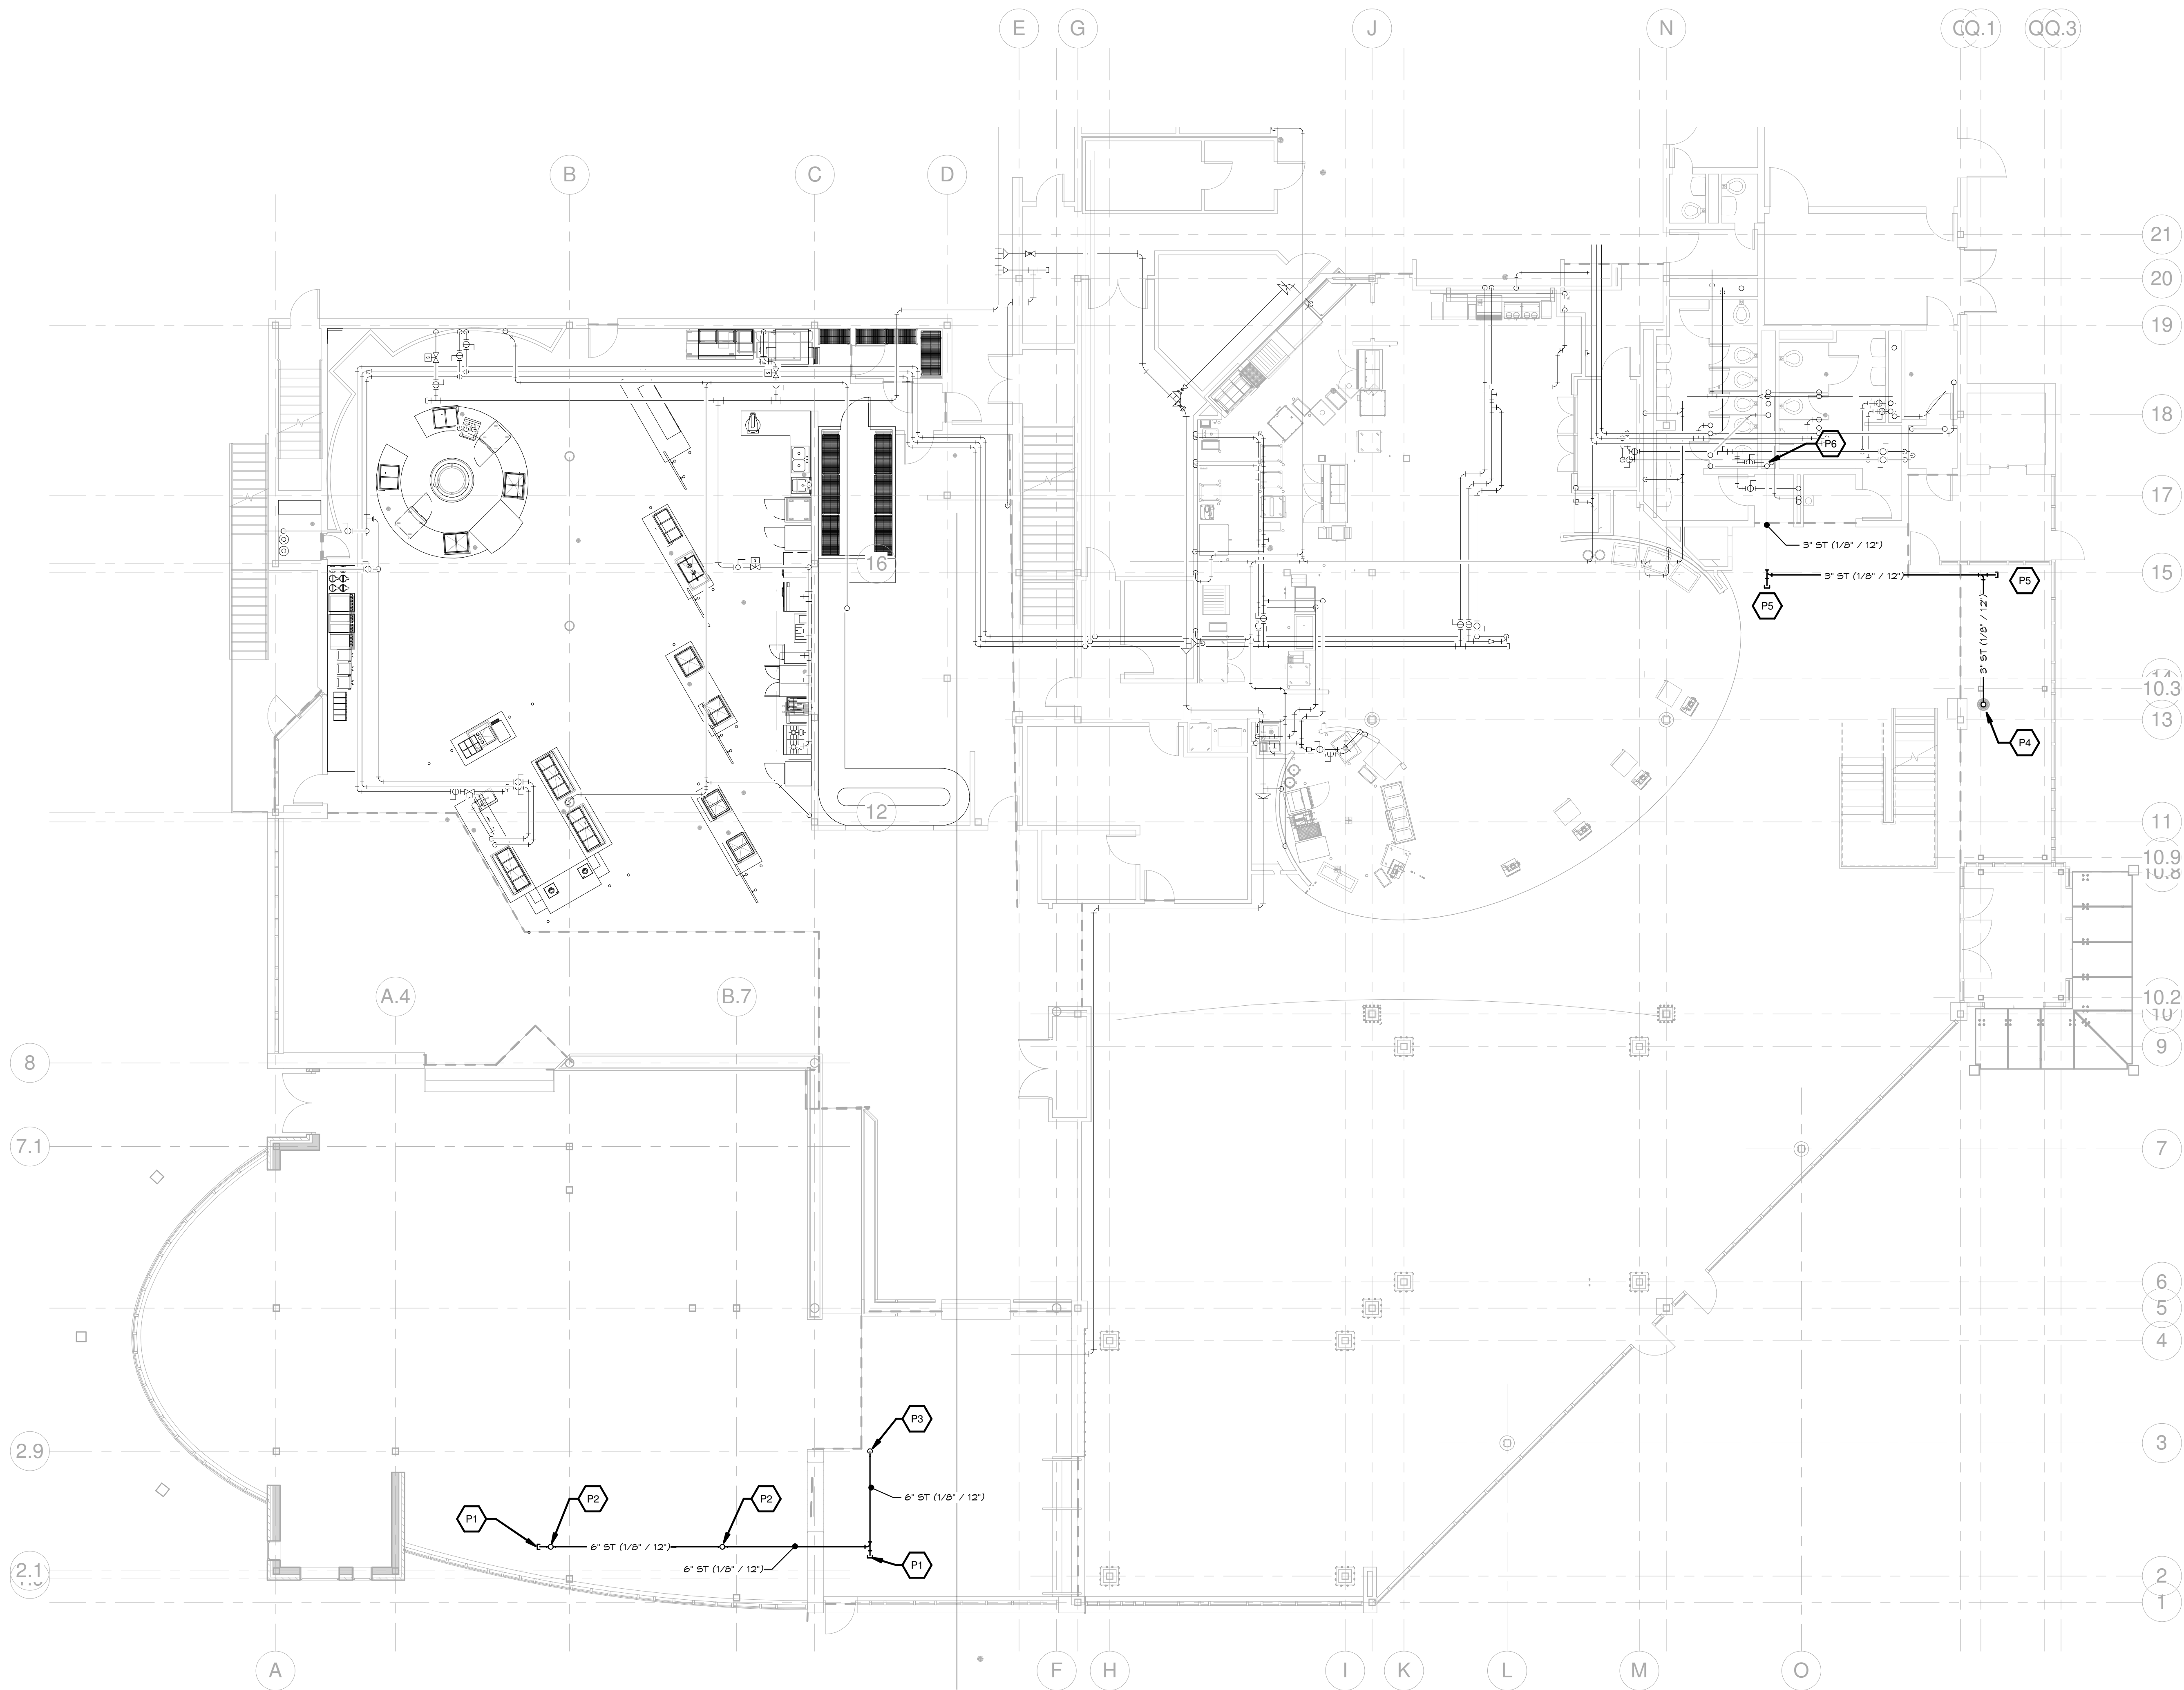 E
G
J
N
Q.1
Q.3
B
C
D
21
20
19
18
P6
17
3" ST (1/8" / 12")
16
15
3" ST (1/8" / 12")
P5
P5
3" ST (1/8" / 12")
10.3
13
P4
12
11
10.9
10.8
A.4
B.7
10.2
10
9
8
7.1
7
6
5
4
P3
2.9
3
6" ST (1/8" / 12")
P2
P2
P1
6" ST (1/8" / 12")
P1
6" ST (1/8" / 12")
2.1
2
1
A
F
H
I
K
L
M
O